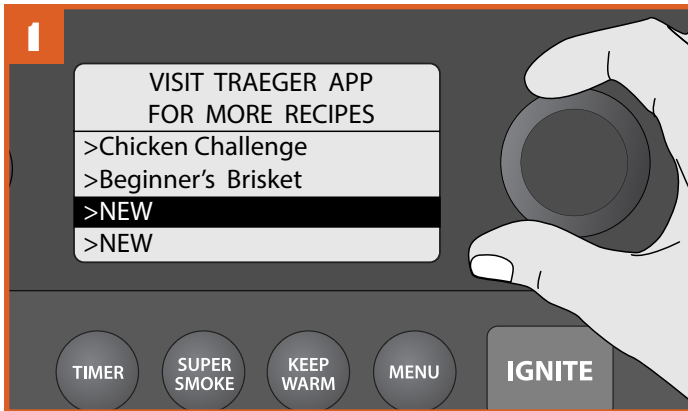 1
VISIT TRAEGER APP
FOR MORE RECIPES
>Chicken Challenge
>Beginner's Brisket
>NEW
>NEW
TIMER
SUPER
SMOKE
KEEP
WARM
MENU
IGNITE